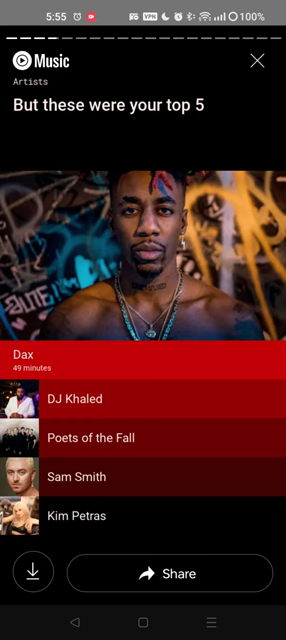 5:55
VPN
100%
Music
Artists
But these were your top 5
Dax
49 minutes
DJ Khaled
Poets of the Fall
Sam Smith
Kim Petras
Share